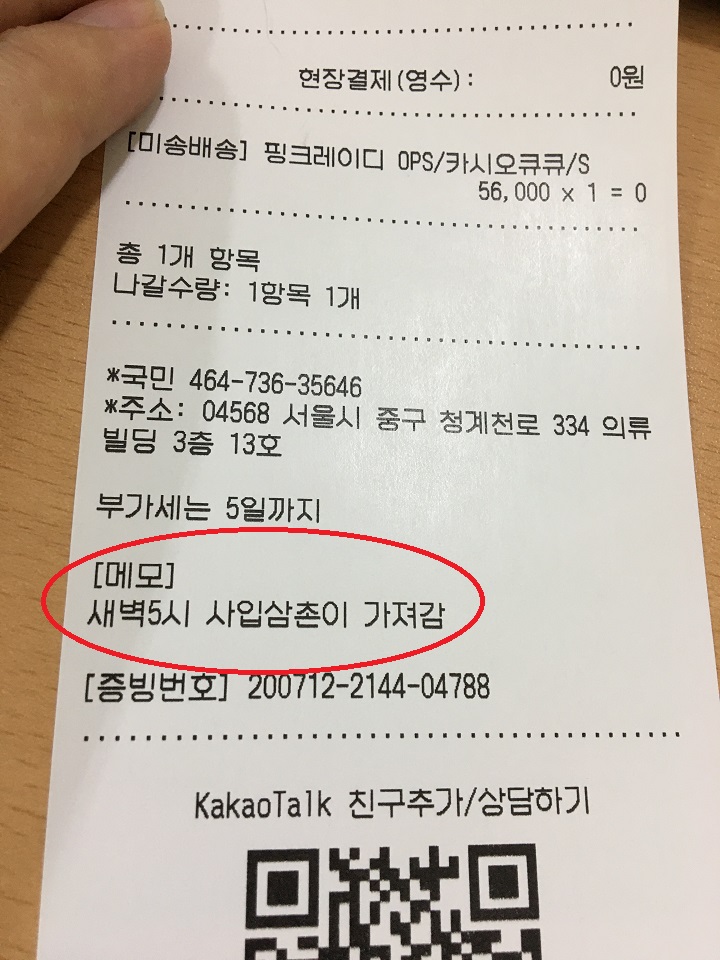 현장결제(영수): 0원
[미송배송] 핑크레이디 OPS/카시오큐큐/S
56,000 x 1 = 0
총 1개 항목
나갈수량: 1항목 1개
*국민 464-736-35646
*주소: 04568 서울시 중구 청계천로 334 의류
빌딩 3층 13호
부가세는 5일까지
[메모]
새벽5시 사입삼촌이 가져감
[증빙번호] 200712-2144-04788
KakaoTalk 친구추가/상담하기